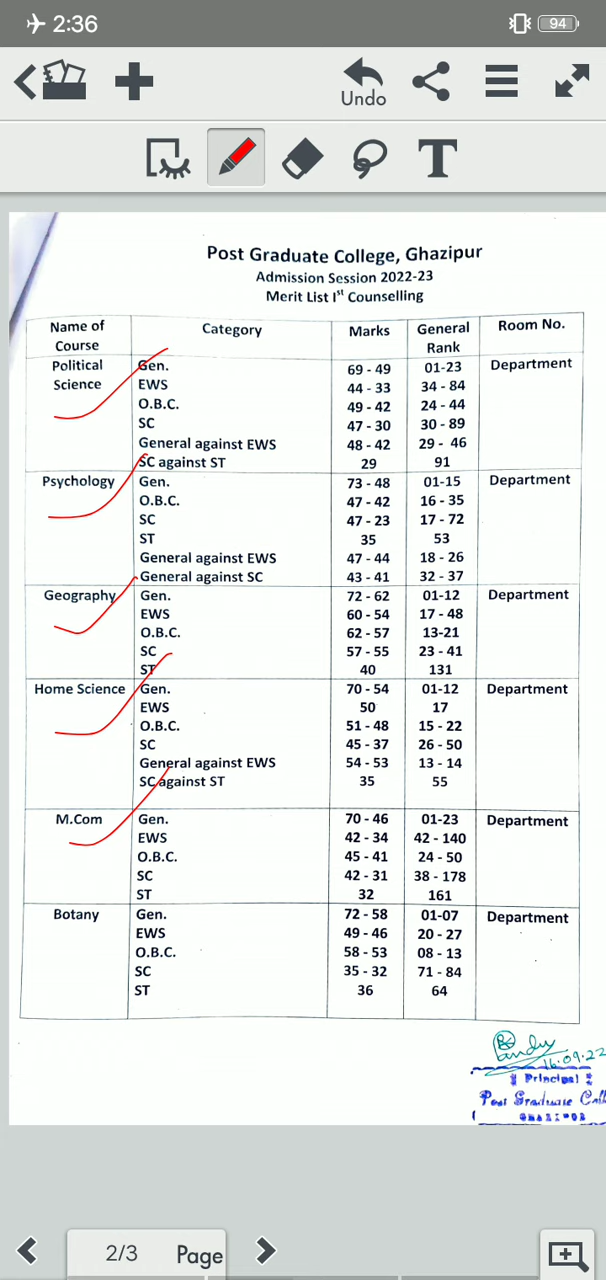 2:36
94
Undo
T
Post Graduate College, Ghazipur
Admission Session 2022-23
Merit List Ist Counselling
Name of Course Category Marks General Rank Room No.
Political Science Gen. 69 - 49 01-23 Department
EWS 44 - 33 34 - 84
O.B.C. 49 - 42 24 - 44
SC 47 - 30 30 - 89
General against EWS 48 - 42 29 - 46
SC against ST 29 91
Psychology Gen. 73 - 48 01-15 Department
O.B.C. 47 - 42 16 - 35
SC 47 - 23 17 - 72
ST 35 53
General against EWS 47 - 44 18 - 26
General against SC 43 - 41 32 - 37
Geography Gen. 72 - 62 01-12 Department
EWS 60 - 54 17 - 48
O.B.C. 62 - 57 13-21
SC 57 - 55 23 - 41
ST 40 131
Home Science Gen. 70 - 54 01-12 Department
EWS 50 17
O.B.C. 51 - 48 15 - 22
SC 45 - 37 26 - 50
General against EWS 54 - 53 13 - 14
SC against ST 35 55
M.Com Gen. 70 - 46 01-23 Department
EWS 42 - 34 42 - 140
O.B.C. 45 - 41 24 - 50
SC 42 - 31 38 - 178
ST 32 161
Botany Gen. 72 - 58 01-07 Department
EWS 49 - 46 20 - 27
O.B.C. 58 - 53 08 - 13
SC 35 - 32 71 - 84
ST 36 64
16.09.22
Principal
Post Graduate Coll
2/3 Page